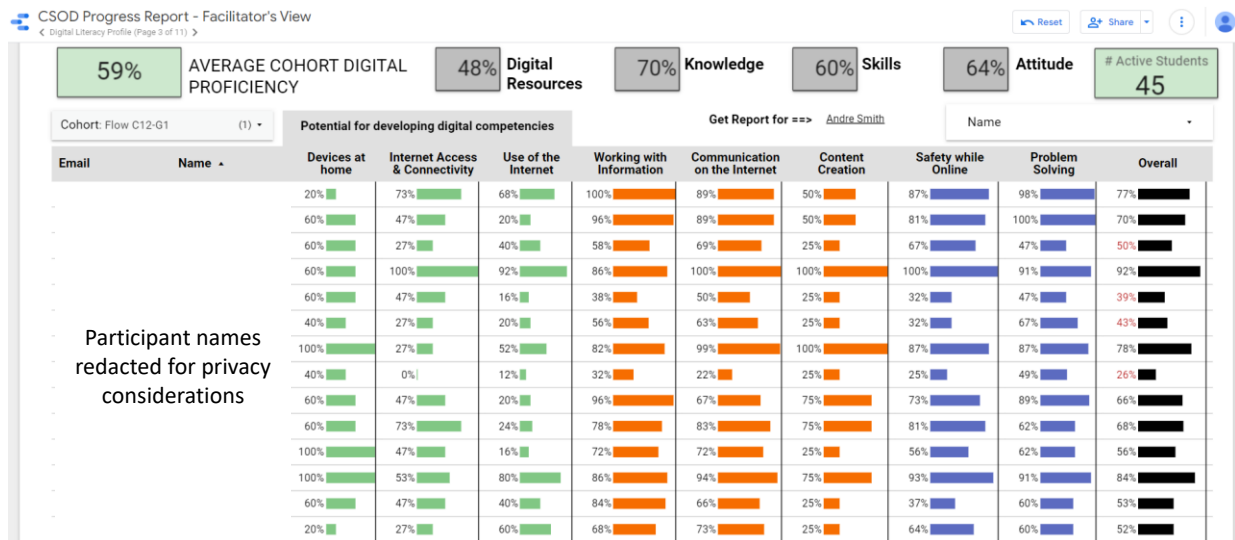 CSOD Progress Report - Facilitator's View
Digital Literacy Profile (Page 3 of 11)
Reset
Share
59%
AVERAGE COHORT DIGITAL
PROFICIENCY
48%
Digital
Resources
70%
Knowledge
60%
Skills
64%
Attitude
# Active Students
45
Cohort: Flow C12-G1 (1)
Potential for developing digital competencies
Get Report for ==> Andre Smith
Name
Email Name Devices at home Internet Access & Connectivity Use of the Internet Working with Information Communication on the Internet Content Creation Safety while Online Problem Solving Overall
20% 73% 68% 100% 89% 50% 87% 98% 77%
60% 47% 20% 96% 89% 50% 81% 100% 70%
60% 27% 40% 58% 69% 25% 67% 47% 50%
60% 100% 92% 86% 100% 100% 100% 91% 92%
60% 47% 16% 38% 50% 25% 32% 47% 39%
40% 27% 20% 56% 63% 25% 32% 67% 43%
100% 27% 52% 82% 99% 100% 87% 87% 78%
40% 0% 12% 32% 22% 25% 25% 49% 26%
60% 47% 20% 96% 67% 75% 73% 89% 66%
60% 73% 24% 78% 83% 75% 81% 62% 68%
100% 47% 16% 72% 72% 25% 56% 62% 56%
100% 53% 80% 86% 94% 75% 93% 91% 84%
60% 47% 40% 84% 66% 25% 37% 60% 53%
20% 27% 60% 68% 73% 25% 64% 60% 52%
Participant names
redacted for privacy
considerations